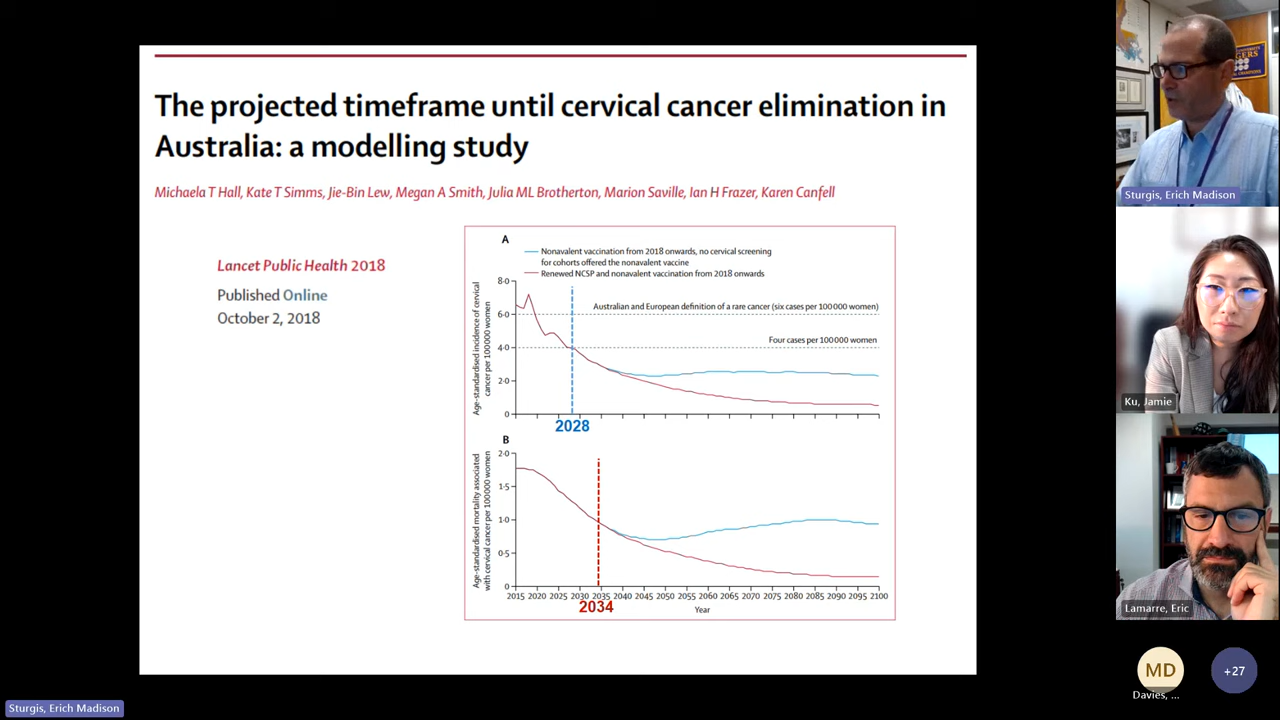 The projected timeframe until cervical cancer elimination in
Australia: a modelling study
Michaela T Hall, Kate T Simms, Jie-Bin Lew, Megan A Smith, Julia ML Brotherton, Marion Saville, Ian H Frazer, Karen Canfell
Lancet Public Health 2018
Published Online
October 2, 2018
A
Nonavalent vaccination from 2018 onwards, no cervical screening
for cohorts offered the nonavalent vaccine
Renewed NCSP and nonavalent vaccination from 2018 onwards
Age-standardised incidence of cervical
cancer per 100 000 women
8·0
6·0
4·0
2·0
0
Australian and European definition of a rare cancer (six cases per 100 000 women)
Four cases per 100 000 women
2028
B
Age-standardised mortality associated
with cervical cancer per 100 000 women
2·0
1·5
1·0
0·5
0
2015 2020 2025 2030 2035 2040 2045 2050 2055 2060 2065 2070 2075 2080 2085 2090 2095 2100
2034
Year
Sturgis, Erich Madison
Ku, Jamie
Lamarre, Eric
MD
Davies, ...
+27
Sturgis, Erich Madison